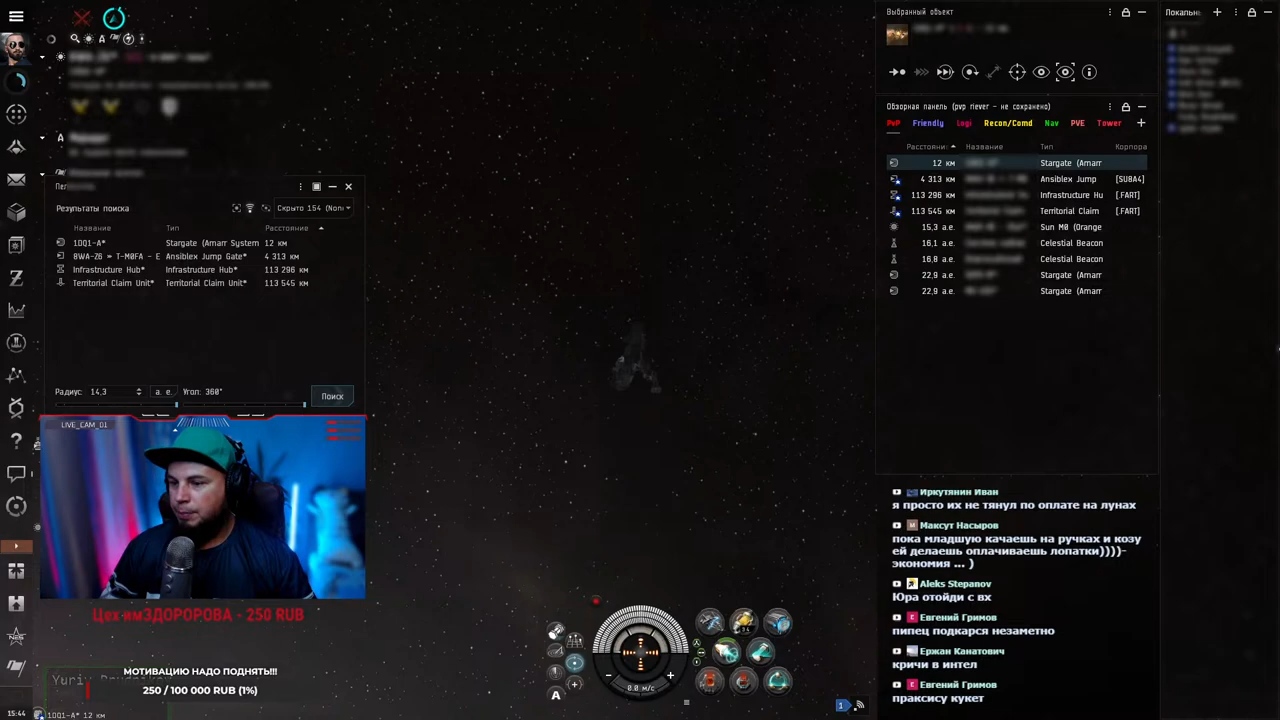 Результаты поиска
Скрыто 154 (Non
Название Тип Расстояние
1DQ1-A* Stargate (Amarr System 12 км
8WA-Z6 » T-M0FA - E Ansiblex Jump Gate* 4 313 км
Infrastructure Hub* Infrastructure Hub* 113 296 км
Territorial Claim Unit* Territorial Claim Unit* 113 545 км
Радиус: 14,3 а. е. Угол: 360°
Поиск
LIVE_CAM_01
Цех-имЗДОРОРОВА - 250 RUB
МОТИВАЦИЮ НАДО ПОДНЯТЬ!!!
250 / 100 000 RUB (1%)
15:44
1DQ1-A* 12 км
A
0.0 м/с
1
Выбранный объект
Обзорная панель (pvp riever - не сохранено)
PvP Friendly Logi Recon/Comd Nav PVE Tower
Расстояни Название Тип Корпора
12 км Stargate (Amarr
4 313 км Ansiblex Jump [SUBA4]
113 296 км Infrastructure Hu [.FART]
113 545 км Territorial Claim [.FART]
15,3 а.е. Sun M0 (Orange
16,1 а.е. Celestial Beacon
16,8 а.е. Celestial Beacon
22,9 а.е. Stargate (Amarr
22,9 а.е. Stargate (Amarr
Локальн
Иркутянин Иван
я просто их не тянул по оплате на лунах
Максут Насыров
пока младшую качаешь на ручках и козу
ей делаешь оплачиваешь лопатки))))-
экономия ... )
Aleks Stepanov
Юра отойди с вх
Евгений Гримов
пипец подкарся незаметно
Ержан Канатович
кричи в интел
Евгений Гримов
праксису кукет